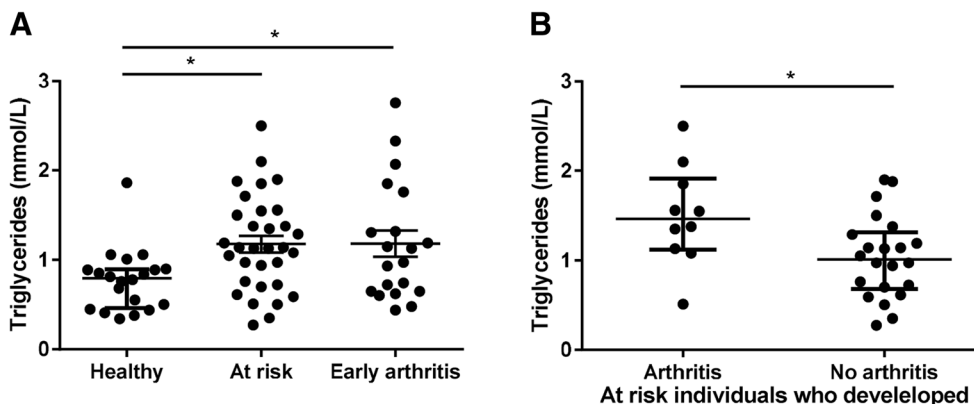 A
*
*
Triglycerides (mmol/L)
3
2
1
0
Healthy
At risk
Early arthritis
B
*
Triglycerides (mmol/L)
3
2
1
0
Arthritis
No arthritis
At risk individuals who develeloped